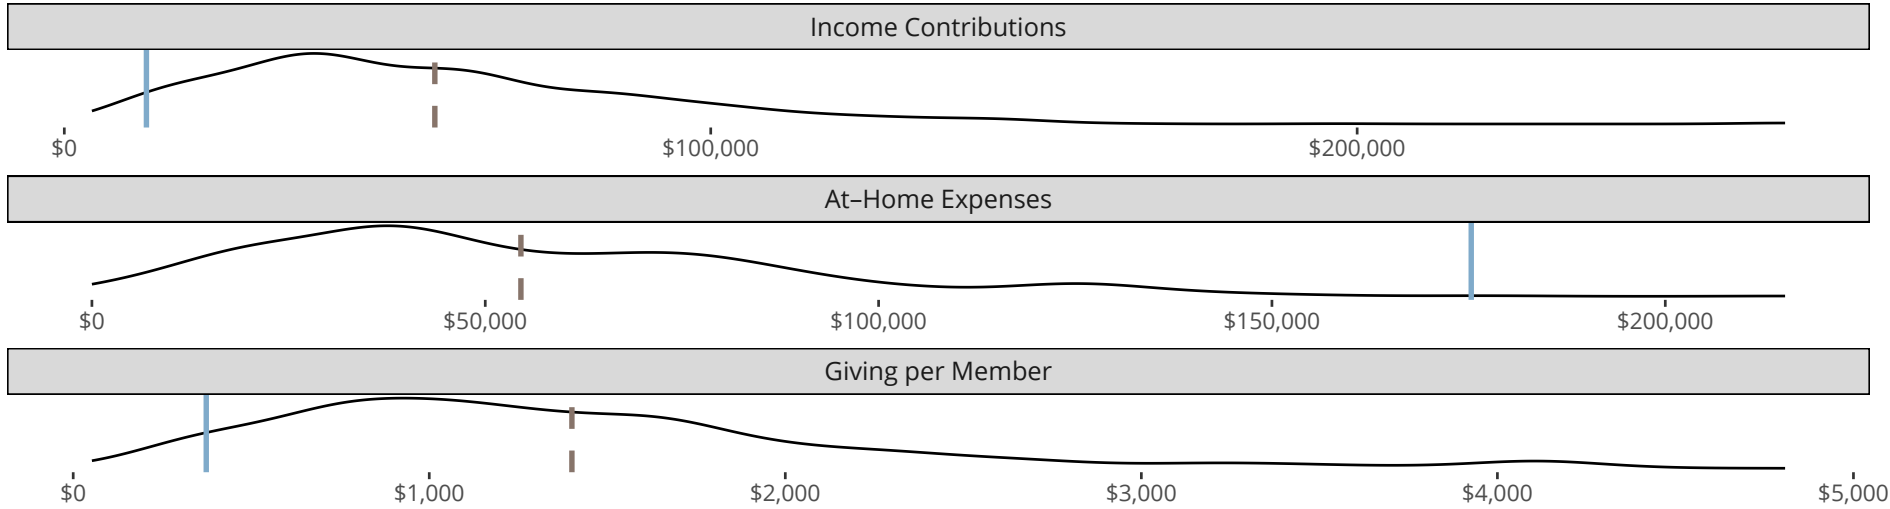 Income Contributions
$0 $100,000 $200,000
At–Home Expenses
$0 $50,000 $100,000 $150,000 $200,000
Giving per Member
$0 $1,000 $2,000 $3,000 $4,000 $5,000